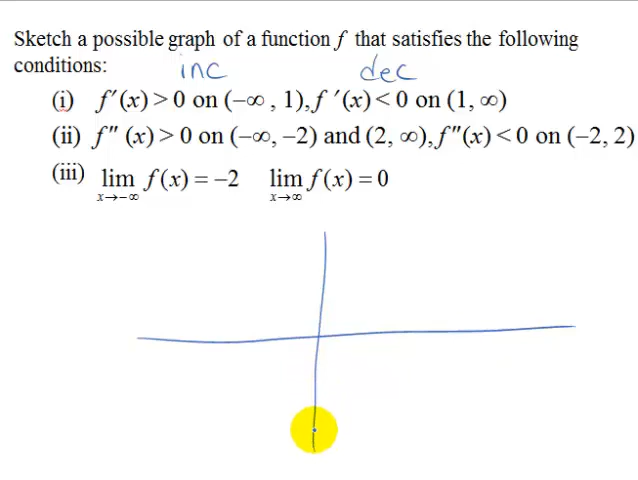 Sketch a possible graph of a function f that satisfies the following
conditions:
inc dec
(i) f′(x) > 0 on (−∞ , 1), f ′(x) < 0 on (1, ∞)
(ii) f″ (x) > 0 on (−∞, −2) and (2, ∞), f″(x) < 0 on (−2, 2)
(iii) lim x→−∞ f(x) = −2 lim x→∞ f(x) = 0